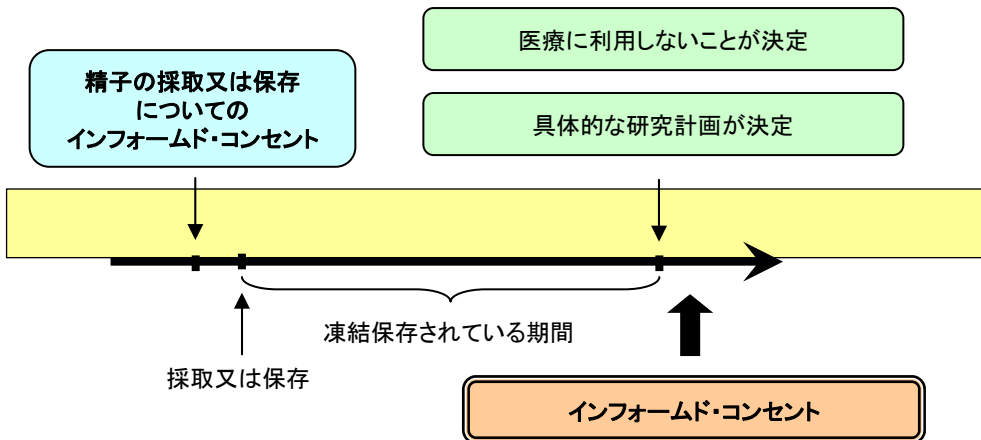 医療に利用しないことが決定
精子の採取又は保存
についての
インフォームド・コンセント
具体的な研究計画が決定
凍結保存されている期間
採取又は保存
インフォームド・コンセント